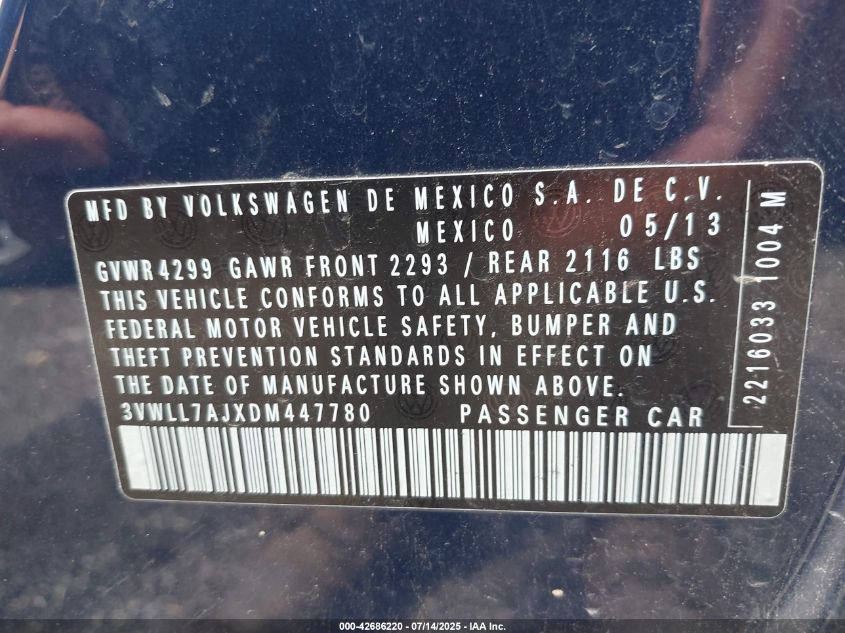 MFD BY VOLKSWAGEN DE MEXICO S.A. DE C.V.
MEXICO 05/13
GVWR4299 GAWR FRONT 2293 / REAR 2116 LBS
THIS VEHICLE CONFORMS TO ALL APPLICABLE U.S.
FEDERAL MOTOR VEHICLE SAFETY, BUMPER AND
THEFT PREVENTION STANDARDS IN EFFECT ON
THE DATE OF MANUFACTURE SHOWN ABOVE.
3VWLL7AJXDM447780 PASSENGER CAR
2216033 1004 M
000-42686220 - 07/14/2025 - IAA Inc.